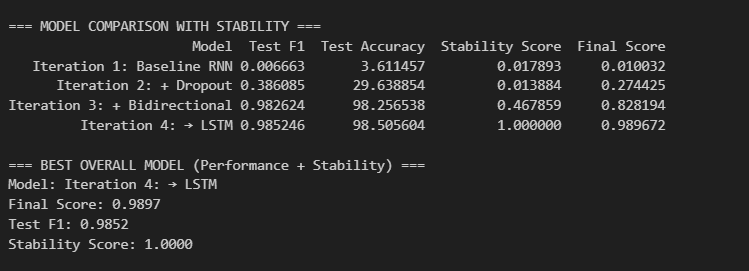 === MODEL COMPARISON WITH STABILITY ===
Model Test F1 Test Accuracy Stability Score Final Score
Iteration 1: Baseline RNN 0.006663 3.611457 0.017893 0.010032
Iteration 2: + Dropout 0.386085 29.638854 0.013884 0.274425
Iteration 3: + Bidirectional 0.982624 98.256538 0.467859 0.828194
Iteration 4: → LSTM 0.985246 98.505604 1.000000 0.989672
=== BEST OVERALL MODEL (Performance + Stability) ===
Model: Iteration 4: → LSTM
Final Score: 0.9897
Test F1: 0.9852
Stability Score: 1.0000